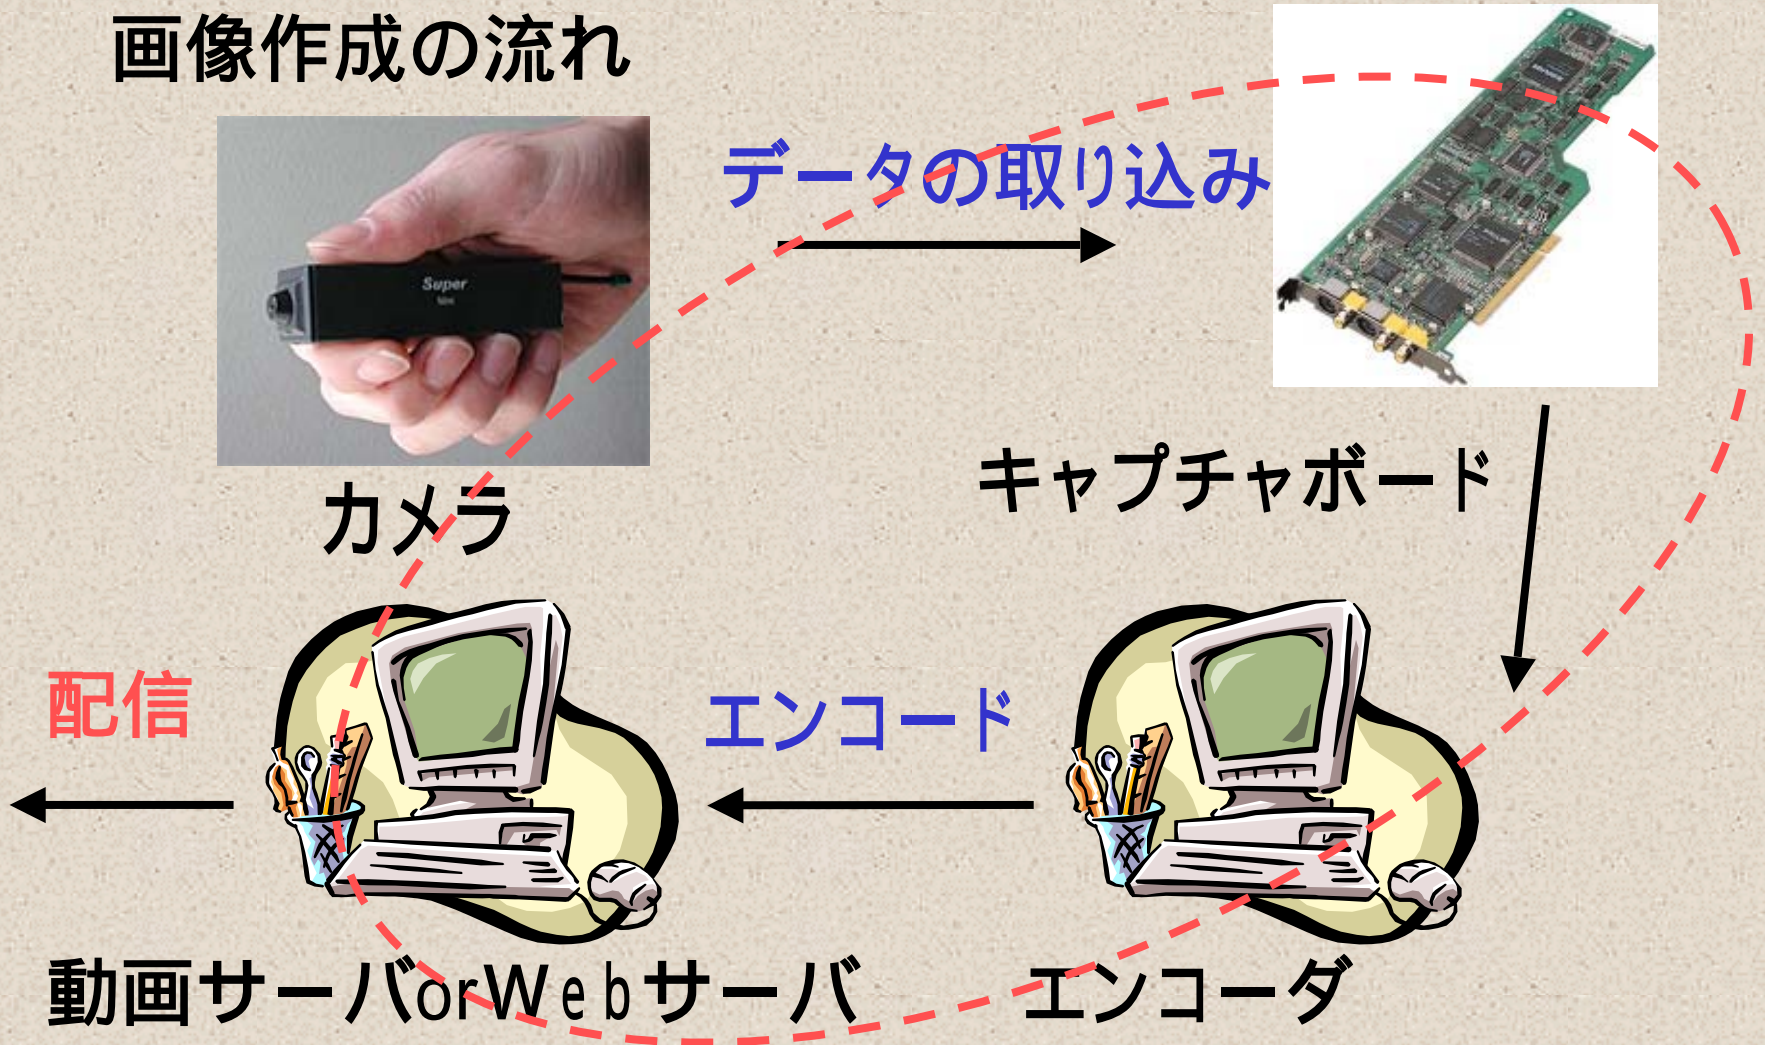 画像作成の流れ
データの取り込み
Super
カメラ
キャプチャボード
配信
エンコード
動画サーバorWebサーバ
エンコーダ